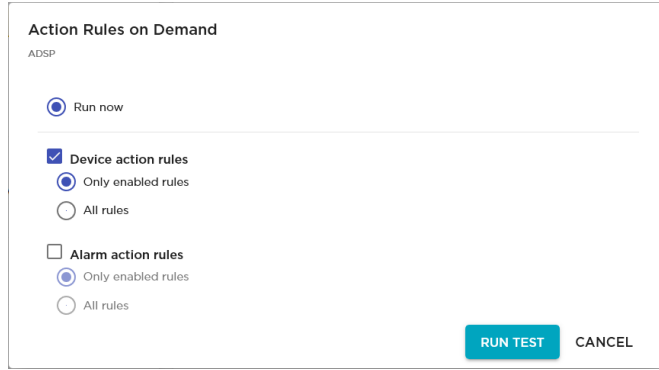 Action Rules on Demand
ADSP
Run now
Device action rules
Only enabled rules
All rules
Alarm action rules
Only enabled rules
All rules
RUN TEST CANCEL